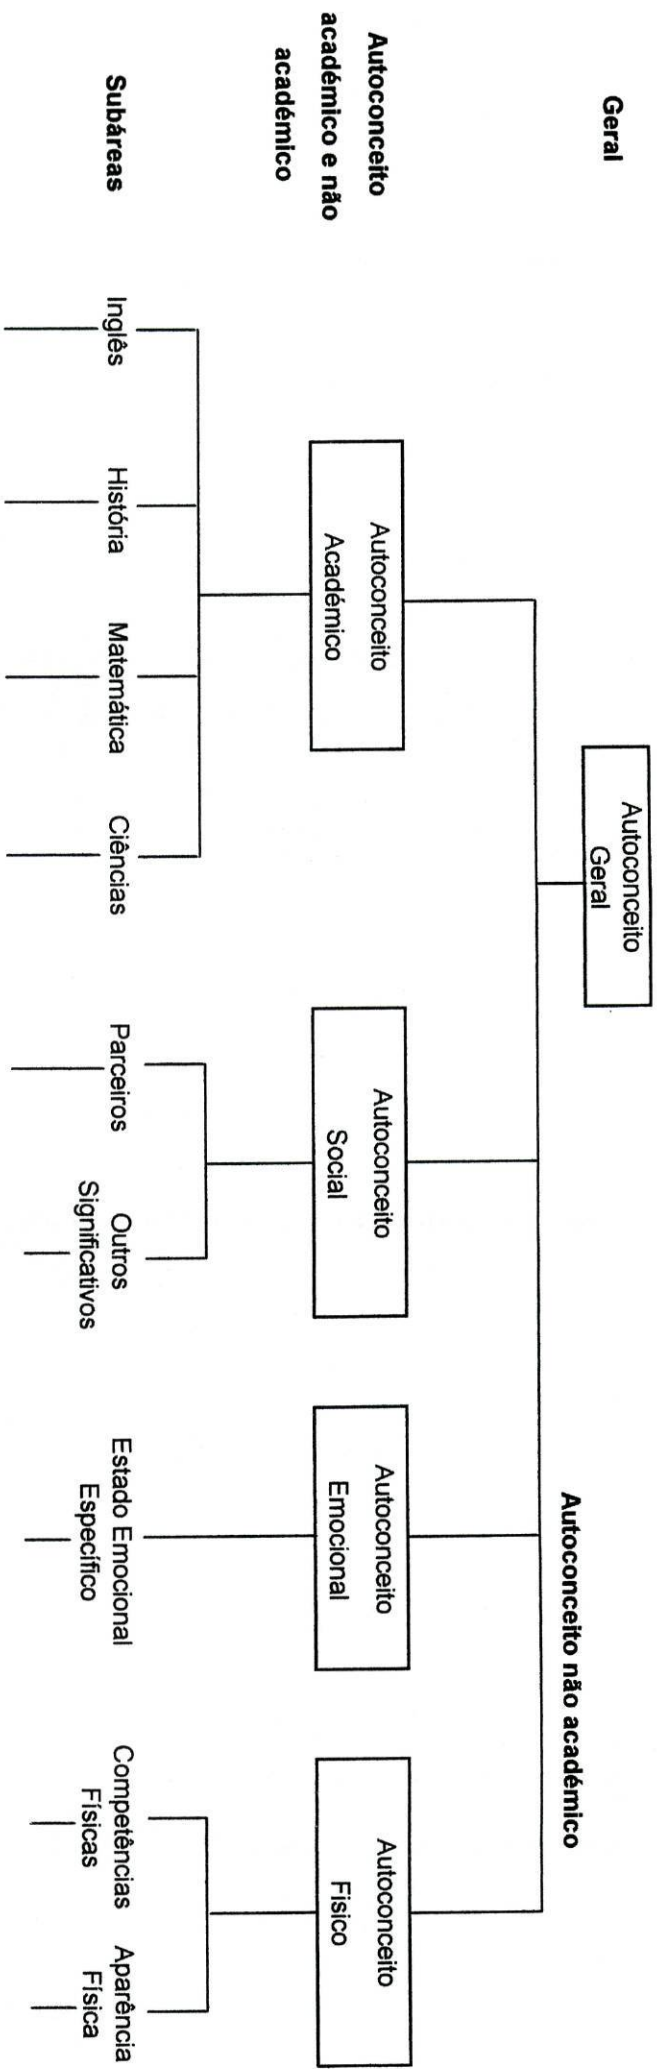 Geral
Autoconceito
Geral
Autoconceito não académico
Autoconceito
académico e não
académico
Autoconceito
Académico
Autoconceito
Social
Autoconceito
Emocional
Autoconceito
Fisico
Subáreas
Inglês
História
Matemática
Ciências
Parceiros
Outros
Significativos
Estado Emocional
Específico
Competências
Físicas
Aparência
Física